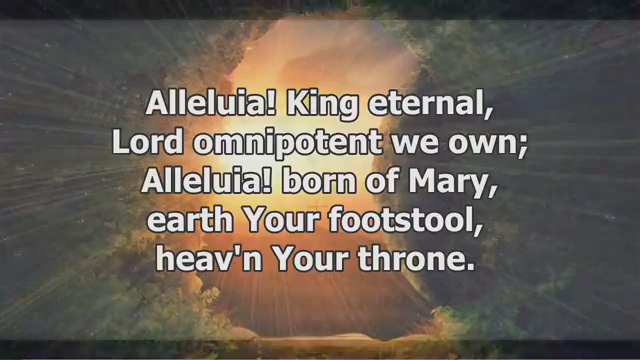 Alleluia! King eternal,
Lord omnipotent we own;
Alleluia! born of Mary,
earth Your footstool,
heav'n Your throne.